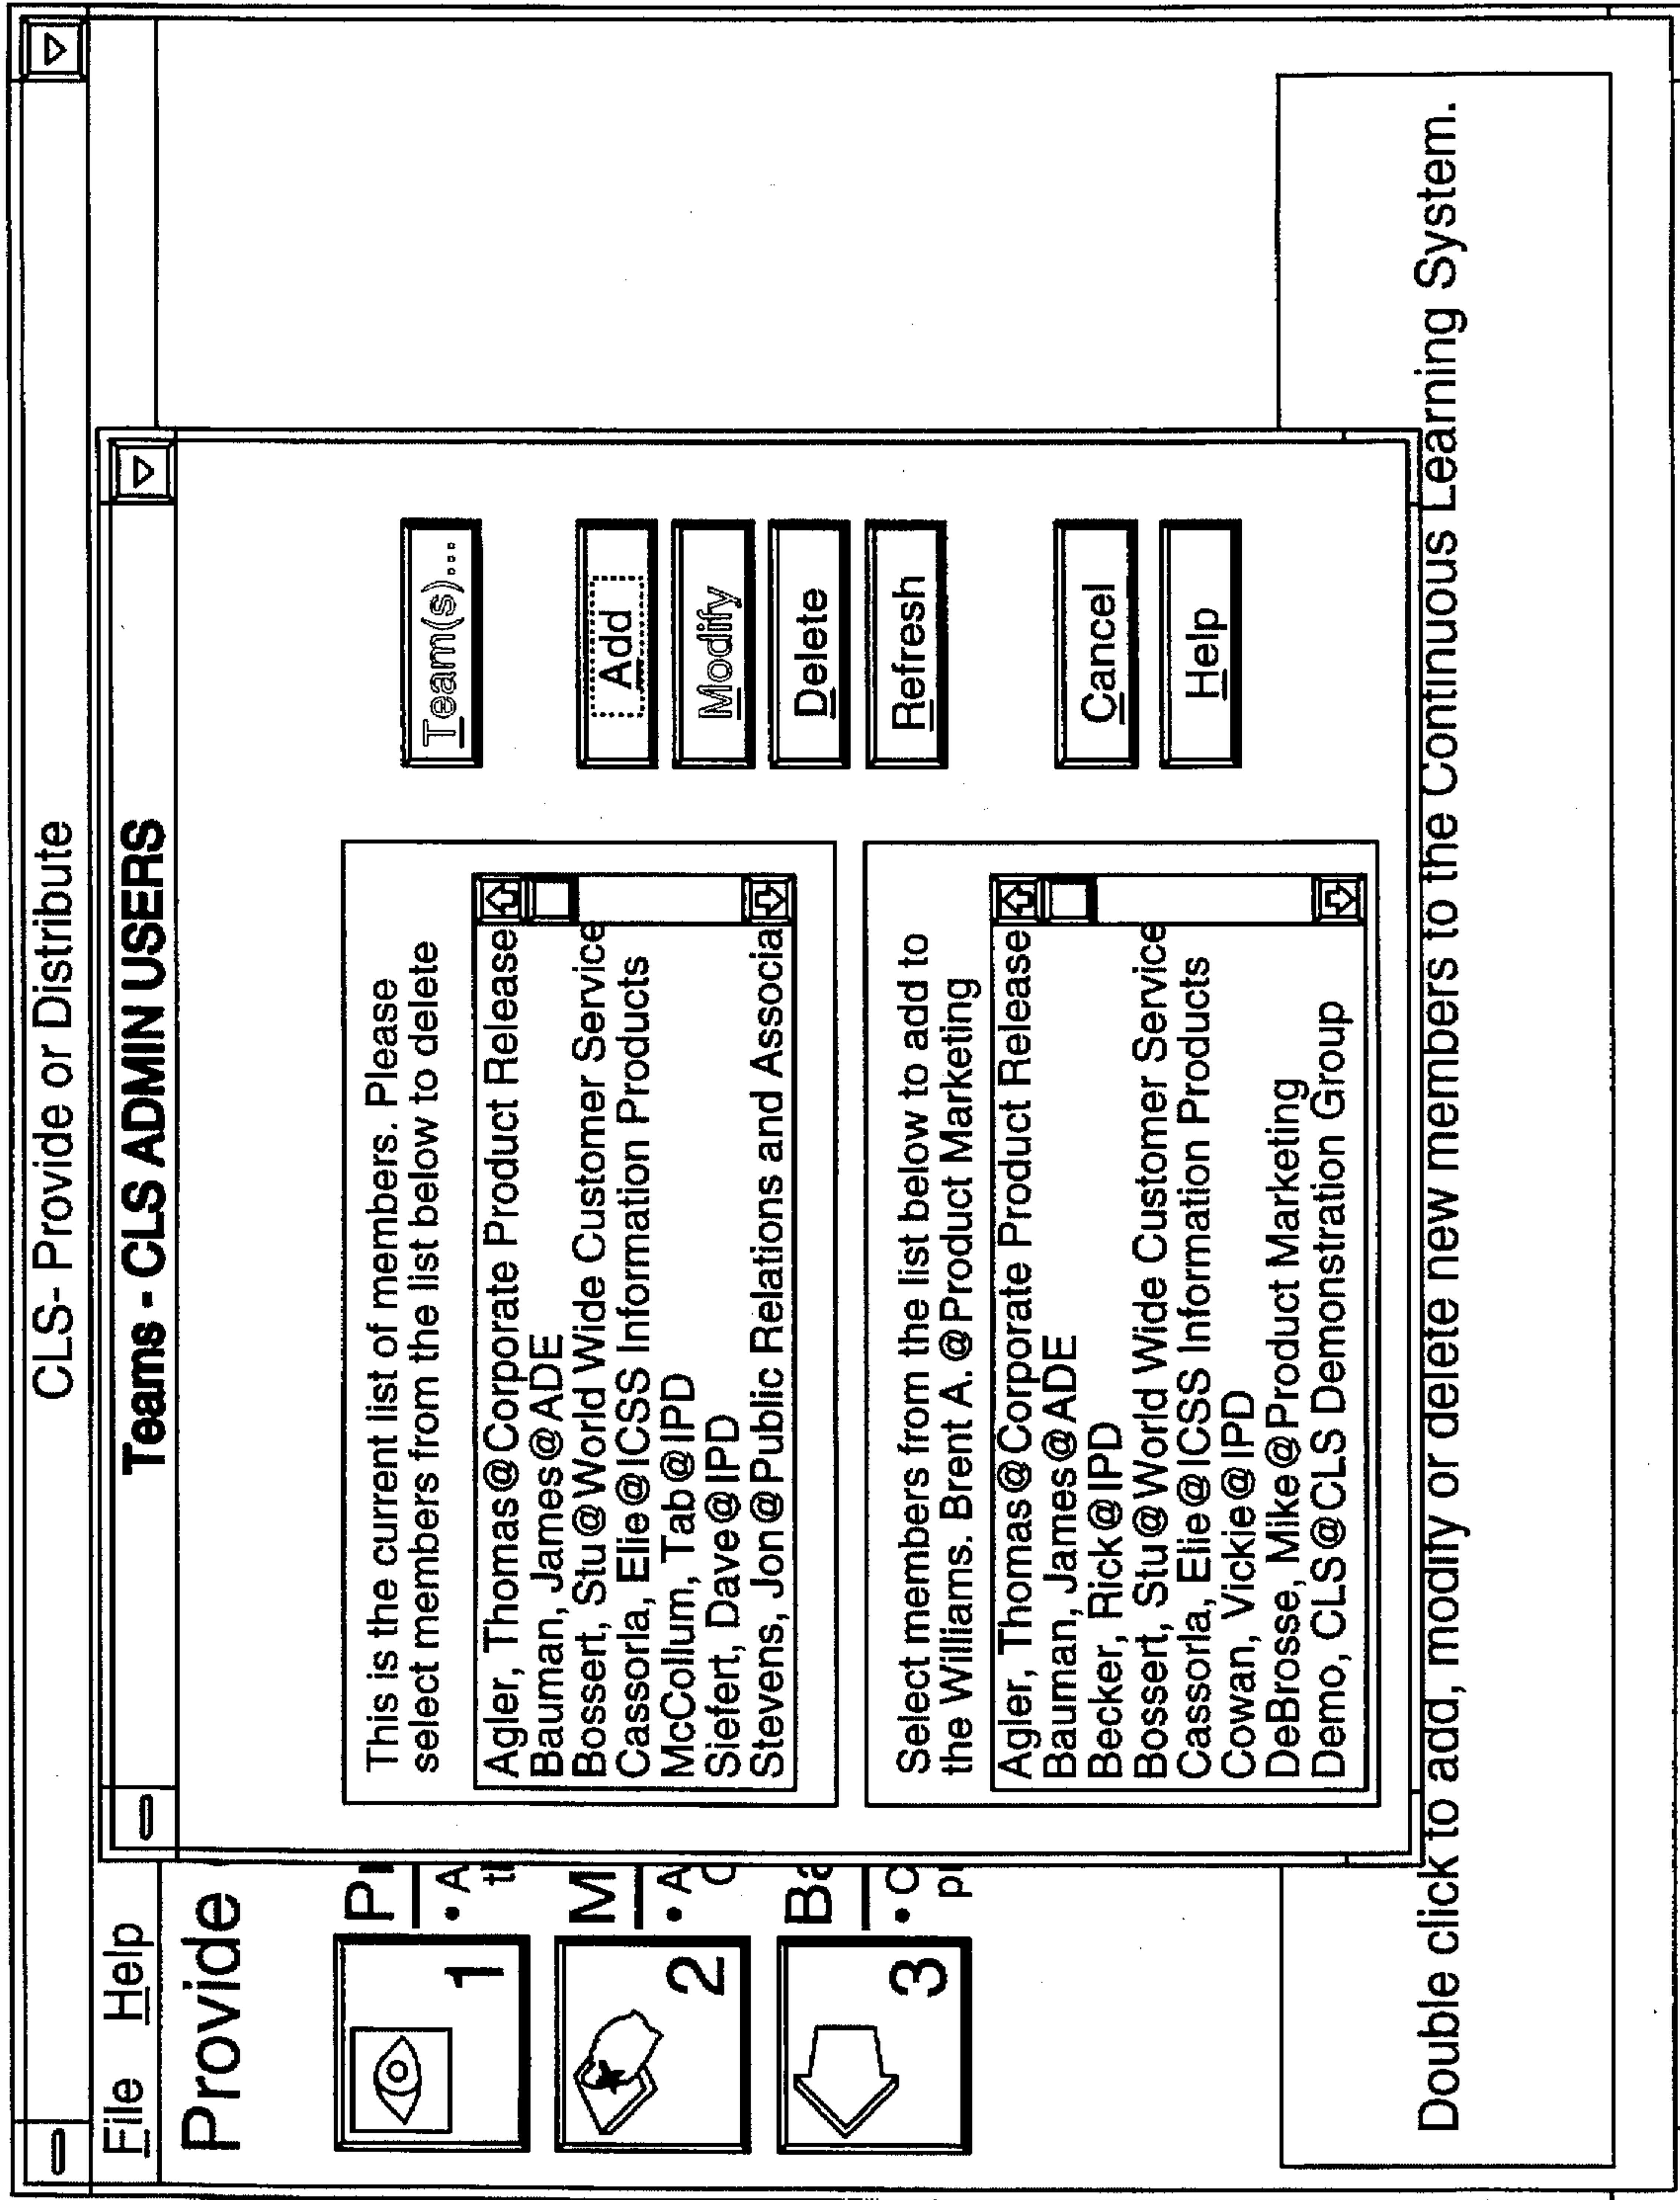 CLS- Provide or Distribute
File Help
Provide
Teams - CLS ADMIN USERS
1
2
3
This is the current list of members. Please
select members from the list below to delete
Agler, Thomas@Corporate Product Release
Bauman, James@ADE
Bossert, Stu@World Wide Customer Service
Cassorla, Elie@ICSS Information Products
McCollum, Tab@IPD
Siefert, Dave@IPD
Stevens, Jon@Public Relations and Associa
Select members from the list below to add to
the Williams. Brent A.@Product Marketing
Agler, Thomas@Corporate Product Release
Bauman, James@ADE
Becker, Rick@IPD
Bossert, Stu@World Wide Customer Service
Cassorla, Elie@ICSS Information Products
Cowan, Vickie@IPD
DeBrosse, Mike@Product Marketing
Demo, CLS@CLS Demonstration Group
Team(s)...
Add
Modify
Delete
Refresh
Cancel
Help
Double click to add, modify or delete new members to the Continuous Learning System.